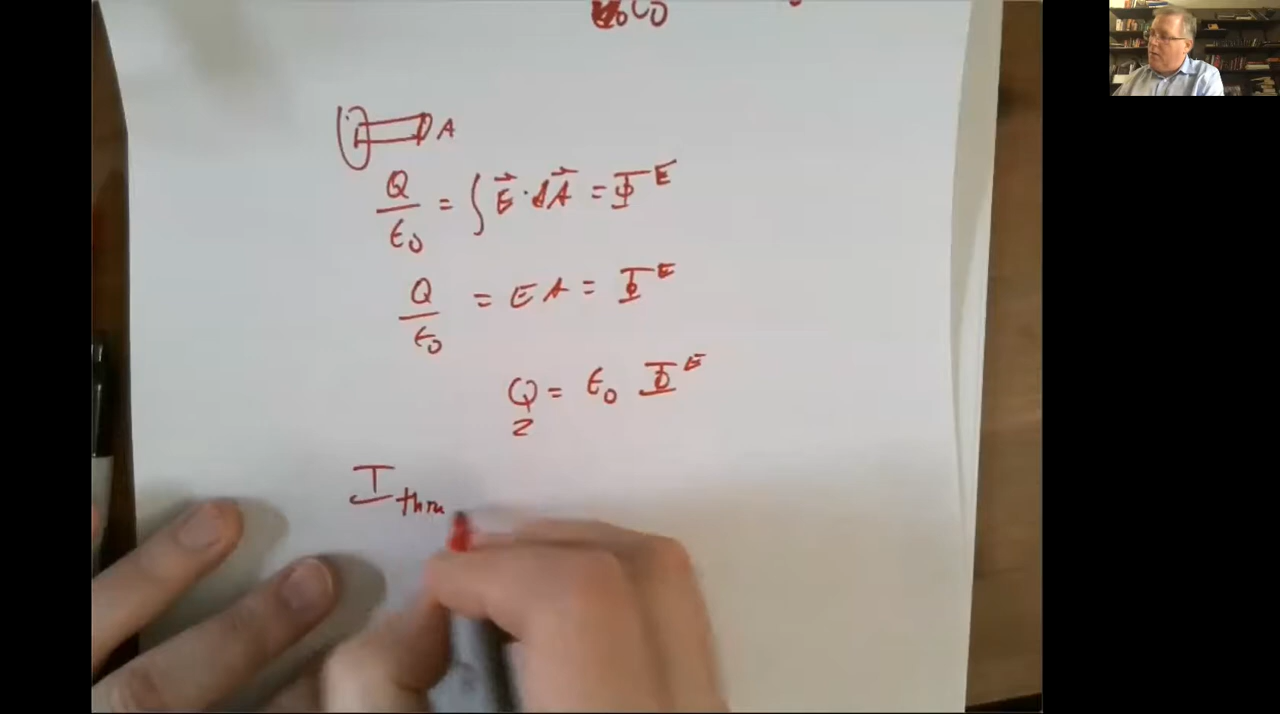 A
Q/ε₀ = ∫ E⃗ · dA⃗ = Φ^E
Q/ε₀ = EA = Φ^E
Q = ε₀ Φ^E
I_thru